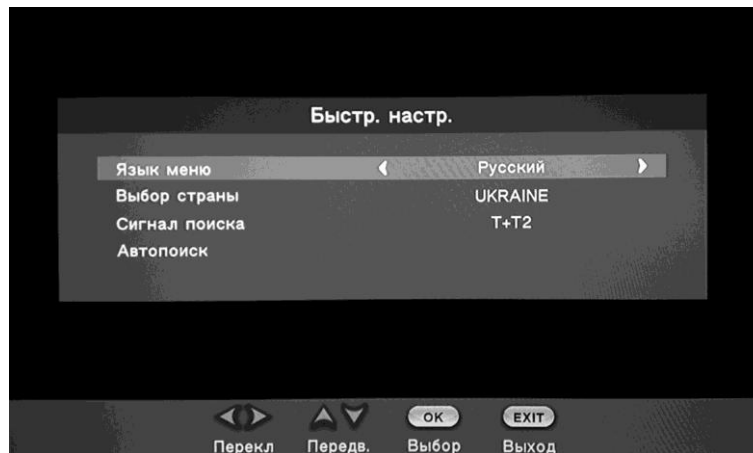 Быстр. настр.
Язык меню Русский
Выбор страны UKRAINE
Сигнал поиска T+T2
Автопоиск
OK EXIT
Перекл Передв. Выбор Выход